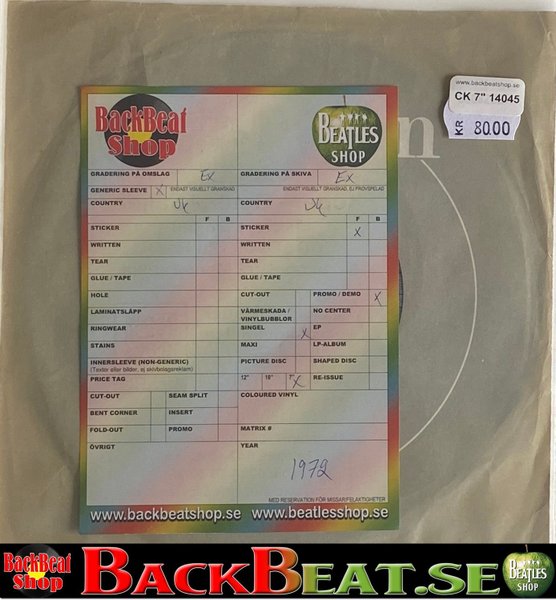 www.backbeatshop.se
CK 7" 14045
KR 80.00
n
BackBeat
Shop
BEATLES
SHOP
GRADERING PÅ OMSLAG Ex
GENERIC SLEEVE X ENDAST VISUELLT GRANSKAD
COUNTRY UK
F B
STICKER
WRITTEN
TEAR
GLUE / TAPE
HOLE
LAMINATSLÄPP
RINGWEAR
STAINS
INNERSLEEVE (NON-GENERIC)
(Texter eller bilder, ej skivbolagsreklam)
PRICE TAG
CUT-OUT SEAM SPLIT
BENT CORNER INSERT
FOLD-OUT PROMO
ÖVRIGT
GRADERING PÅ SKIVA Ex
ENDAST VISUELLT GRANSKAD, EJ PROVSPELAD
COUNTRY UK
F B
STICKER X
WRITTEN
TEAR
GLUE / TAPE
CUT-OUT PROMO / DEMO X
VÄRMESKADA / NO CENTER
VINYLBUBBLOR
SINGEL X EP
MAXI LP-ALBUM
PICTURE DISC SHAPED DISC
12" 10" 7" X RE-ISSUE
COLOURED VINYL
MATRIX #
YEAR
1972
MED RESERVATION FÖR MISSAR/FELAKTIGHETER
www.backbeatshop.se www.beatlesshop.se
BackBeat
Shop
BACKBEAT.SE
BEATLES
SHOP